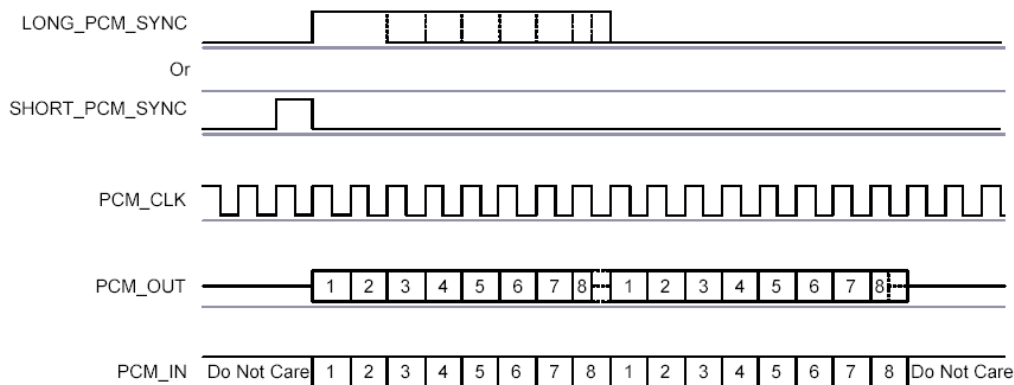 LONG_PCM_SYNC
Or
SHORT_PCM_SYNC
PCM_CLK
PCM_OUT 1 2 3 4 5 6 7 8 1 2 3 4 5 6 7 8
PCM_IN Do Not Care 1 2 3 4 5 6 7 8 1 2 3 4 5 6 7 8 Do Not Care